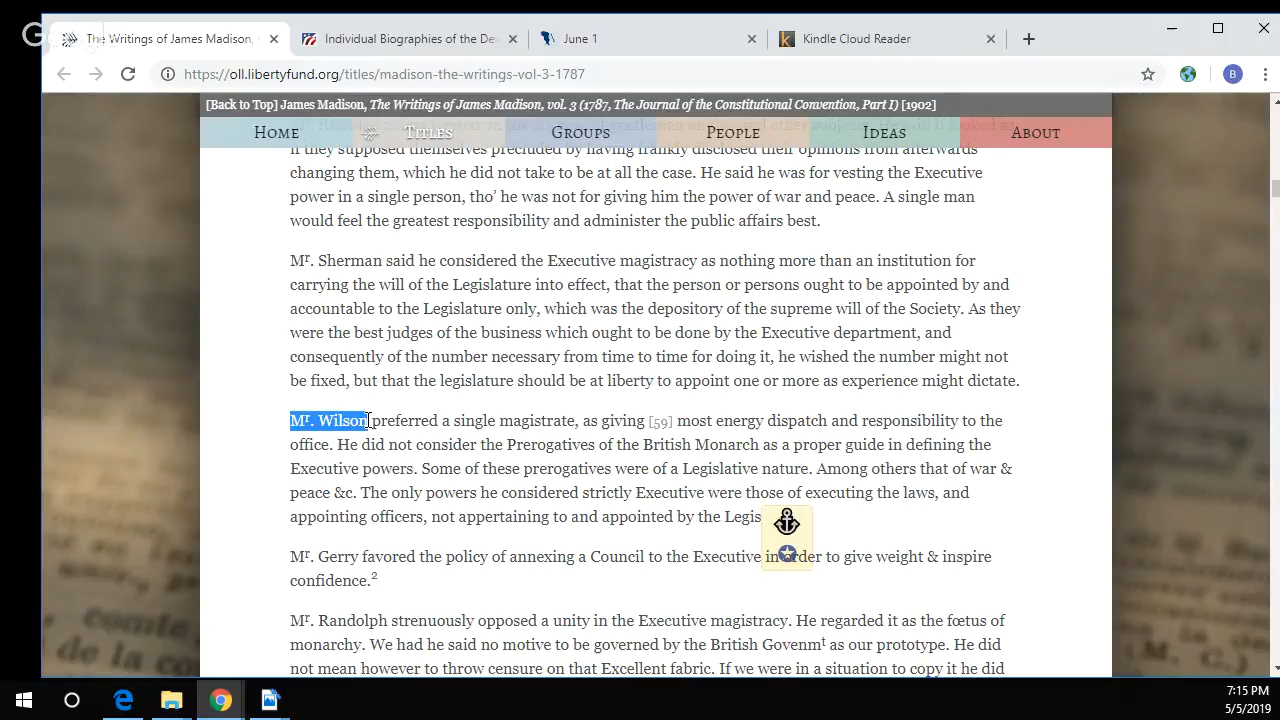 The Writings of James Madison,
Individual Biographies of the De
June 1
Kindle Cloud Reader
https://oll.libertyfund.org/titles/madison-the-writings-vol-3-1787
B
[Back to Top] James Madison, The Writings of James Madison, vol. 3 (1787, The Journal of the Constitutional Convention, Part I) [1902]
HOME TITLES GROUPS PEOPLE IDEAS ABOUT
if they supposed themselves precluded by having frankly disclosed their opinions from afterwards
changing them, which he did not take to be at all the case. He said he was for vesting the Executive
power in a single person, tho’ he was not for giving him the power of war and peace. A single man
would feel the greatest responsibility and administer the public affairs best.
Mʳ. Sherman said he considered the Executive magistracy as nothing more than an institution for
carrying the will of the Legislature into effect, that the person or persons ought to be appointed by and
accountable to the Legislature only, which was the depository of the supreme will of the Society. As they
were the best judges of the business which ought to be done by the Executive department, and
consequently of the number necessary from time to time for doing it, he wished the number might not
be fixed, but that the legislature should be at liberty to appoint one or more as experience might dictate.
Mʳ. Wilson preferred a single magistrate, as giving [59] most energy dispatch and responsibility to the
office. He did not consider the Prerogatives of the British Monarch as a proper guide in defining the
Executive powers. Some of these prerogatives were of a Legislative nature. Among others that of war &
peace &c. The only powers he considered strictly Executive were those of executing the laws, and
appointing officers, not appertaining to and appointed by the Legis
Mʳ. Gerry favored the policy of annexing a Council to the Executive in order to give weight & inspire
confidence.²
Mʳ. Randolph strenuously opposed a unity in the Executive magistracy. He regarded it as the fœtus of
monarchy. We had he said no motive to be governed by the British Govenmᵗ as our prototype. He did
not mean however to throw censure on that Excellent fabric. If we were in a situation to copy it he did
7:15 PM
5/5/2019